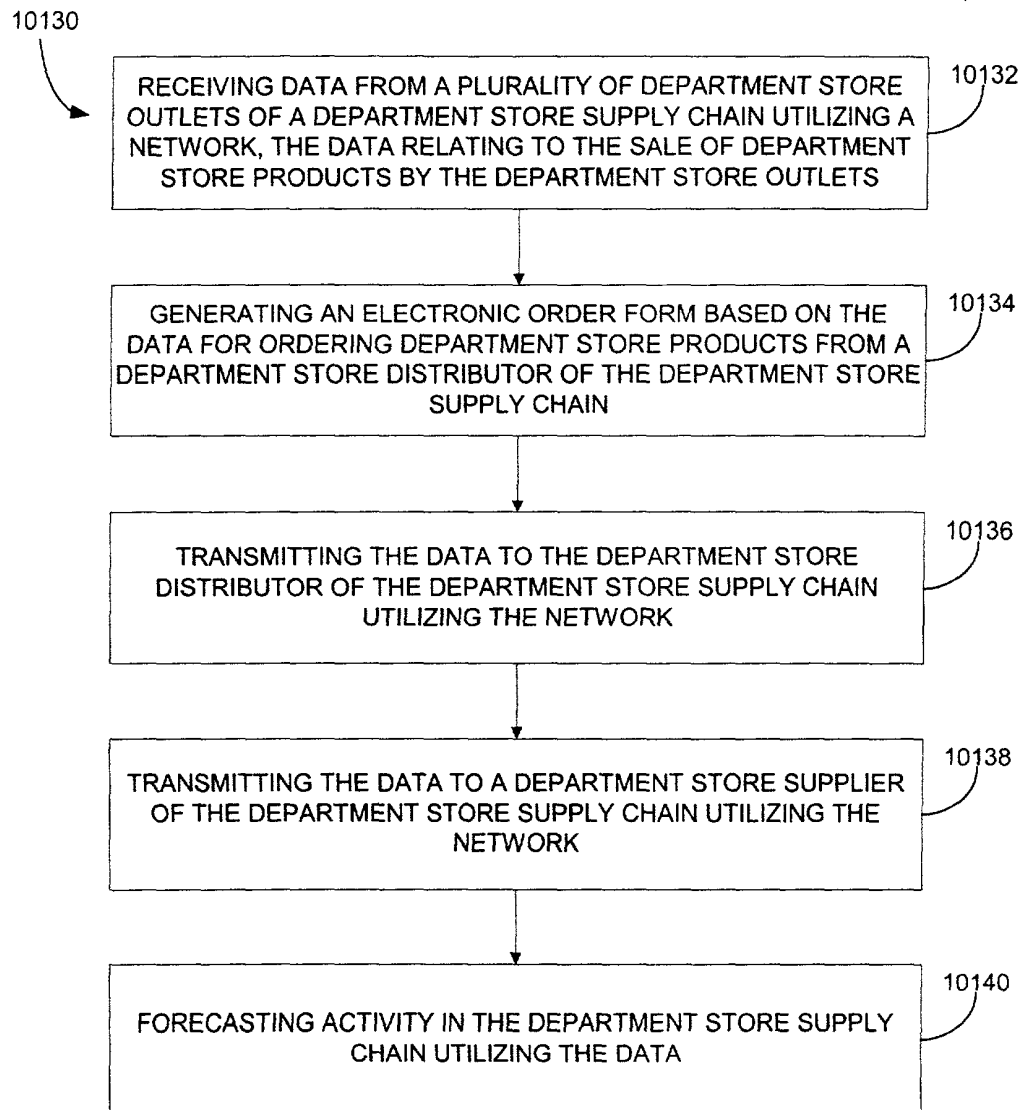 10130
RECEIVING DATA FROM A PLURALITY OF DEPARTMENT STORE
OUTLETS OF A DEPARTMENT STORE SUPPLY CHAIN UTILIZING A
NETWORK, THE DATA RELATING TO THE SALE OF DEPARTMENT
STORE PRODUCTS BY THE DEPARTMENT STORE OUTLETS
10132
GENERATING AN ELECTRONIC ORDER FORM BASED ON THE
DATA FOR ORDERING DEPARTMENT STORE PRODUCTS FROM A
DEPARTMENT STORE DISTRIBUTOR OF THE DEPARTMENT STORE
SUPPLY CHAIN
10134
TRANSMITTING THE DATA TO THE DEPARTMENT STORE
DISTRIBUTOR OF THE DEPARTMENT STORE SUPPLY CHAIN
UTILIZING THE NETWORK
10136
TRANSMITTING THE DATA TO A DEPARTMENT STORE SUPPLIER
OF THE DEPARTMENT STORE SUPPLY CHAIN UTILIZING THE
NETWORK
10138
FORECASTING ACTIVITY IN THE DEPARTMENT STORE SUPPLY
CHAIN UTILIZING THE DATA
10140